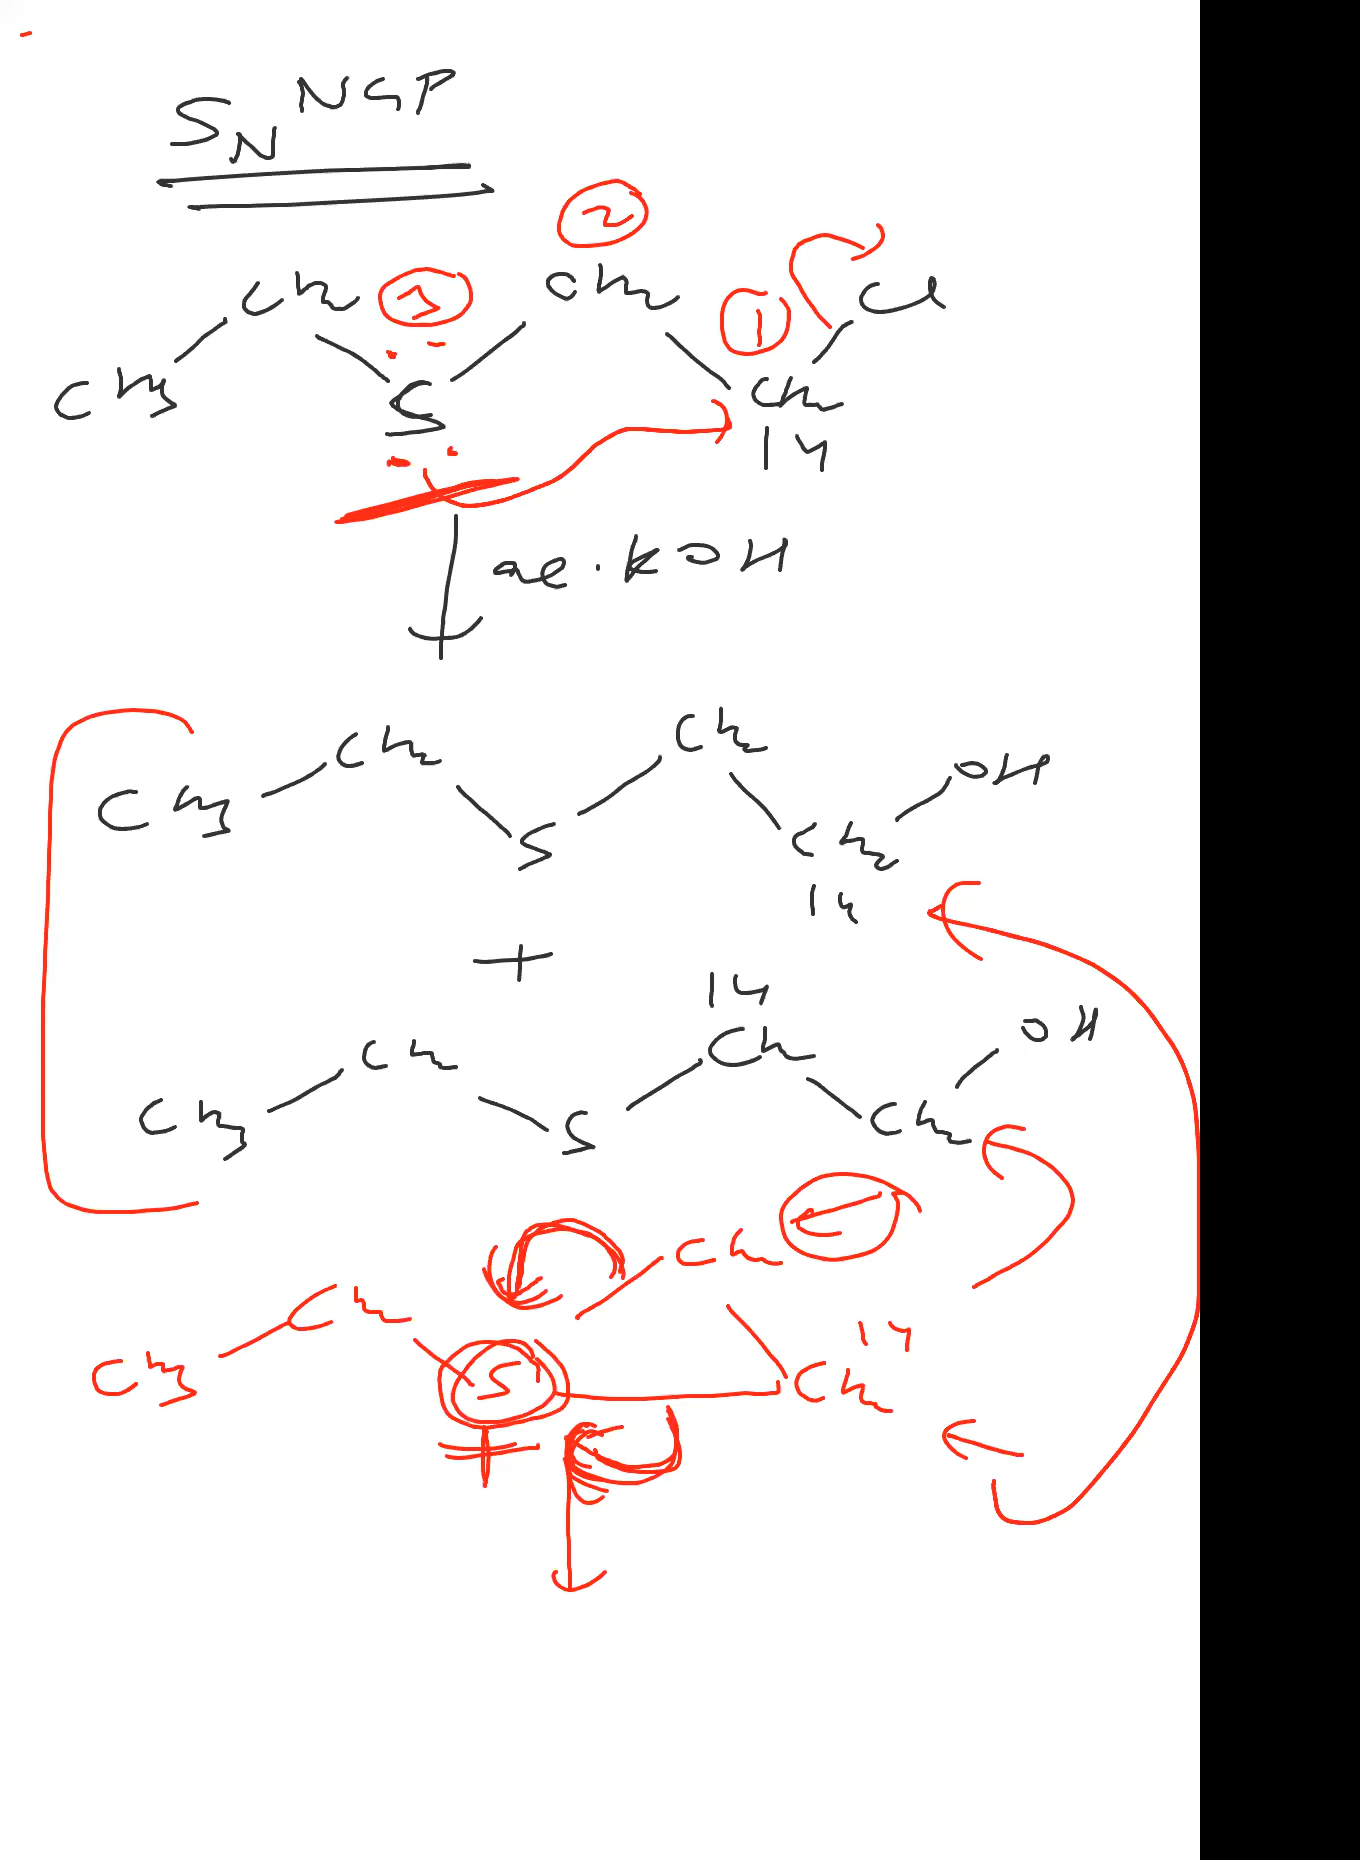 SN NGP
2
CH2 3 CH2 1 Cl
CH3 S CH2
14
aq. KOH
CH2 CH2 OH
CH3 S CH2
14
+
14
CH2 CH2 OH
CH3 S CH2
CH2
CH2 14
CH3 S CH2
+